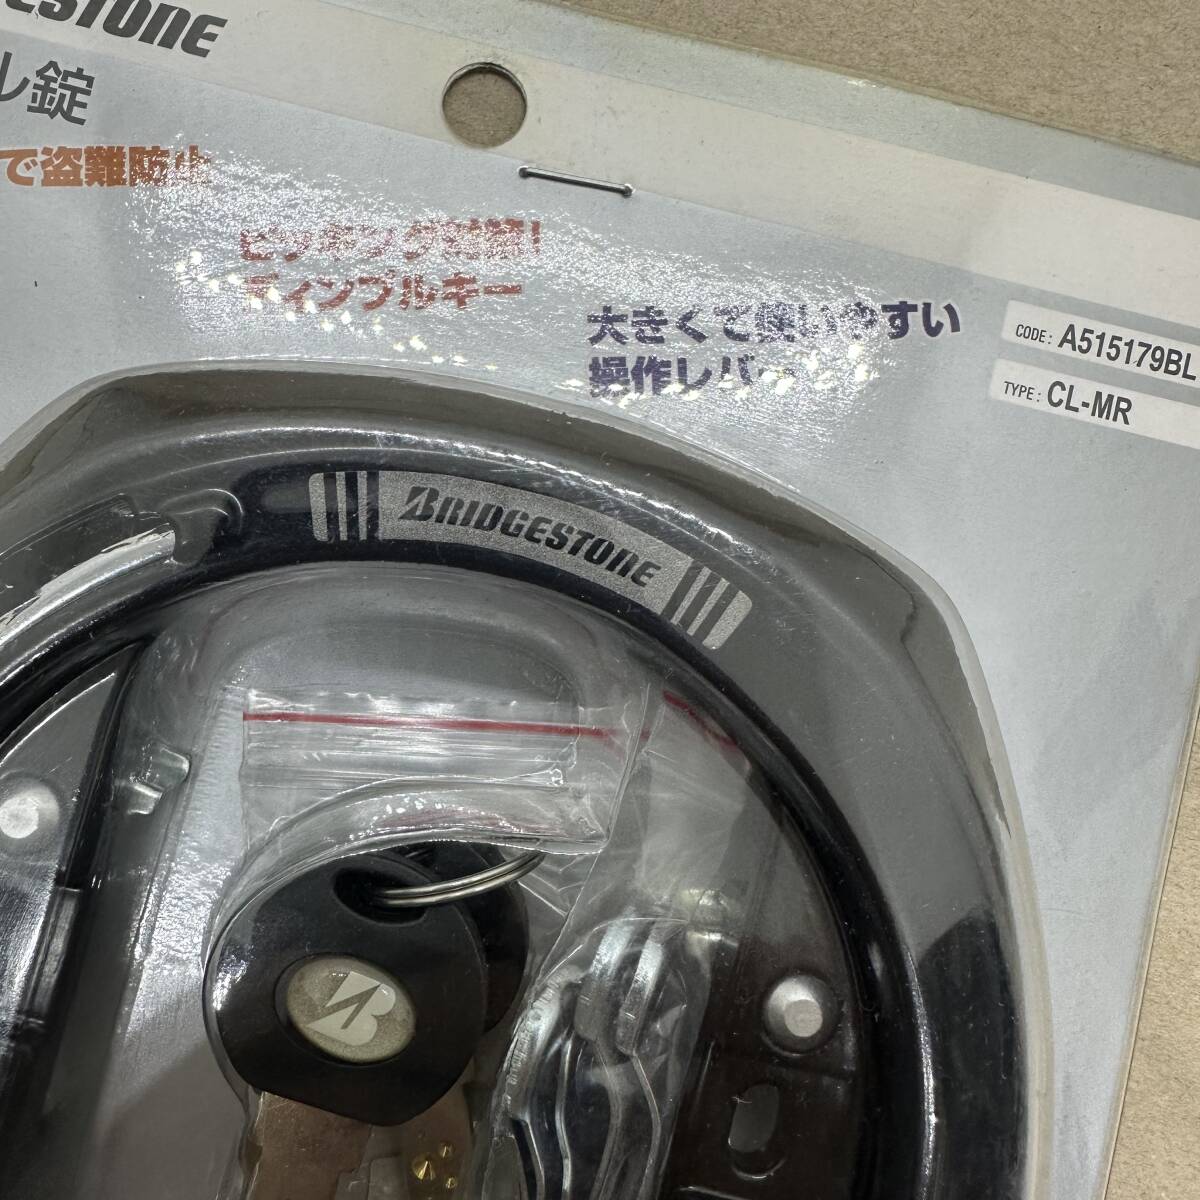 GESTONE
ル錠
で盗難防止
ピッキング対策!
ディンプルキー
大きくて使いやすい
操作レバー
CODE: A515179BL
TYPE: CL-MR
BRIDGESTONE
B